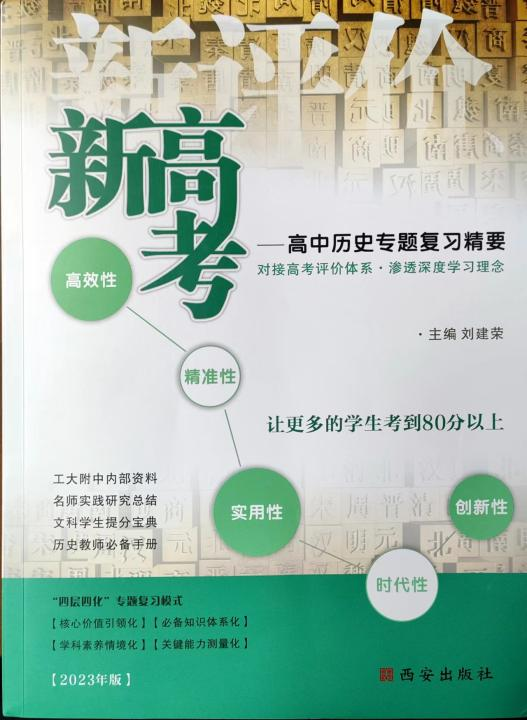 新评价
新高考
——高中历史专题复习精要
对接高考评价体系·渗透深度学习理念
·主编 刘建荣
高效性
精准性
让更多的学生考到80分以上
工大附中内部资料
名师实践研究总结
文科学生提分宝典
历史教师必备手册
实用性
创新性
时代性
“四层四化”专题复习模式
【核心价值引领化】【必备知识体系化】
【学科素养情境化】【关键能力测量化】
【2023年版】
西安出版社